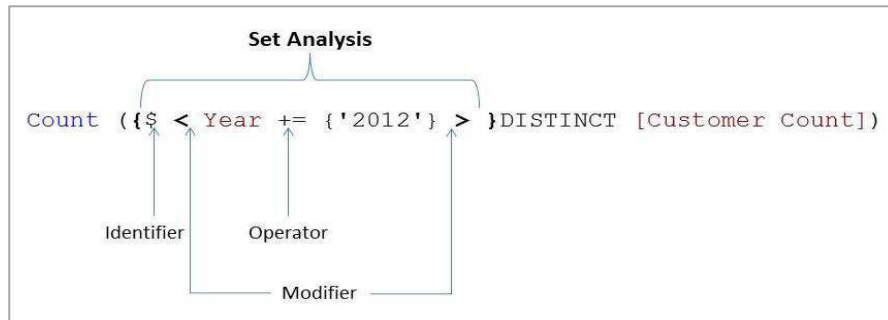 Set Analysis
Count ({$ < Year += {'2012'} > }DISTINCT [Customer Count])
Identifier Operator
Modifier